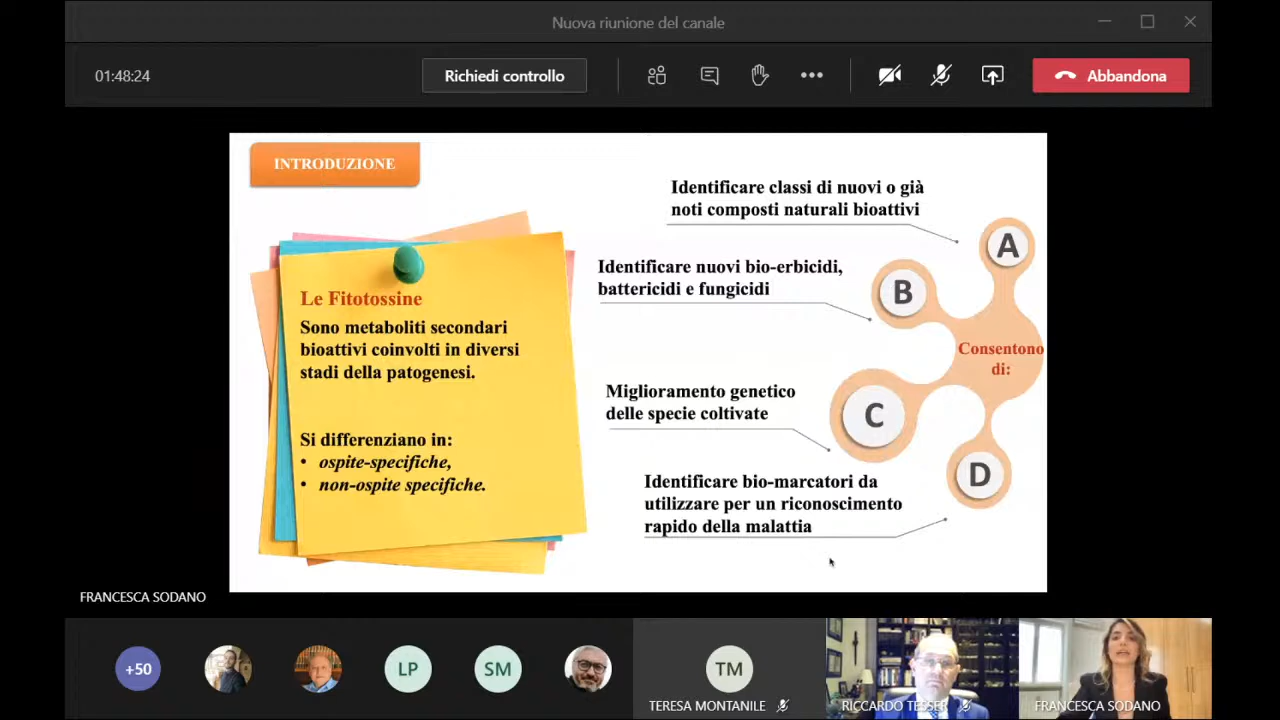 Nuova riunione del canale
01:48:24
Richiedi controllo
Abbandona
INTRODUZIONE
Le Fitotossine
Sono metaboliti secondari
bioattivi coinvolti in diversi
stadi della patogenesi.
Si differenziano in:
• ospite-specifiche,
• non-ospite specifiche.
Identificare classi di nuovi o già
noti composti naturali bioattivi
A
Identificare nuovi bio-erbicidi,
battericidi e fungicidi
B
Consentono
di:
Miglioramento genetico
delle specie coltivate
C
Identificare bio-marcatori da
utilizzare per un riconoscimento
rapido della malattia
D
FRANCESCA SODANO
+50
LP
SM
TM
TERESA MONTANILE
RICCARDO TESSER
FRANCESCA SODANO